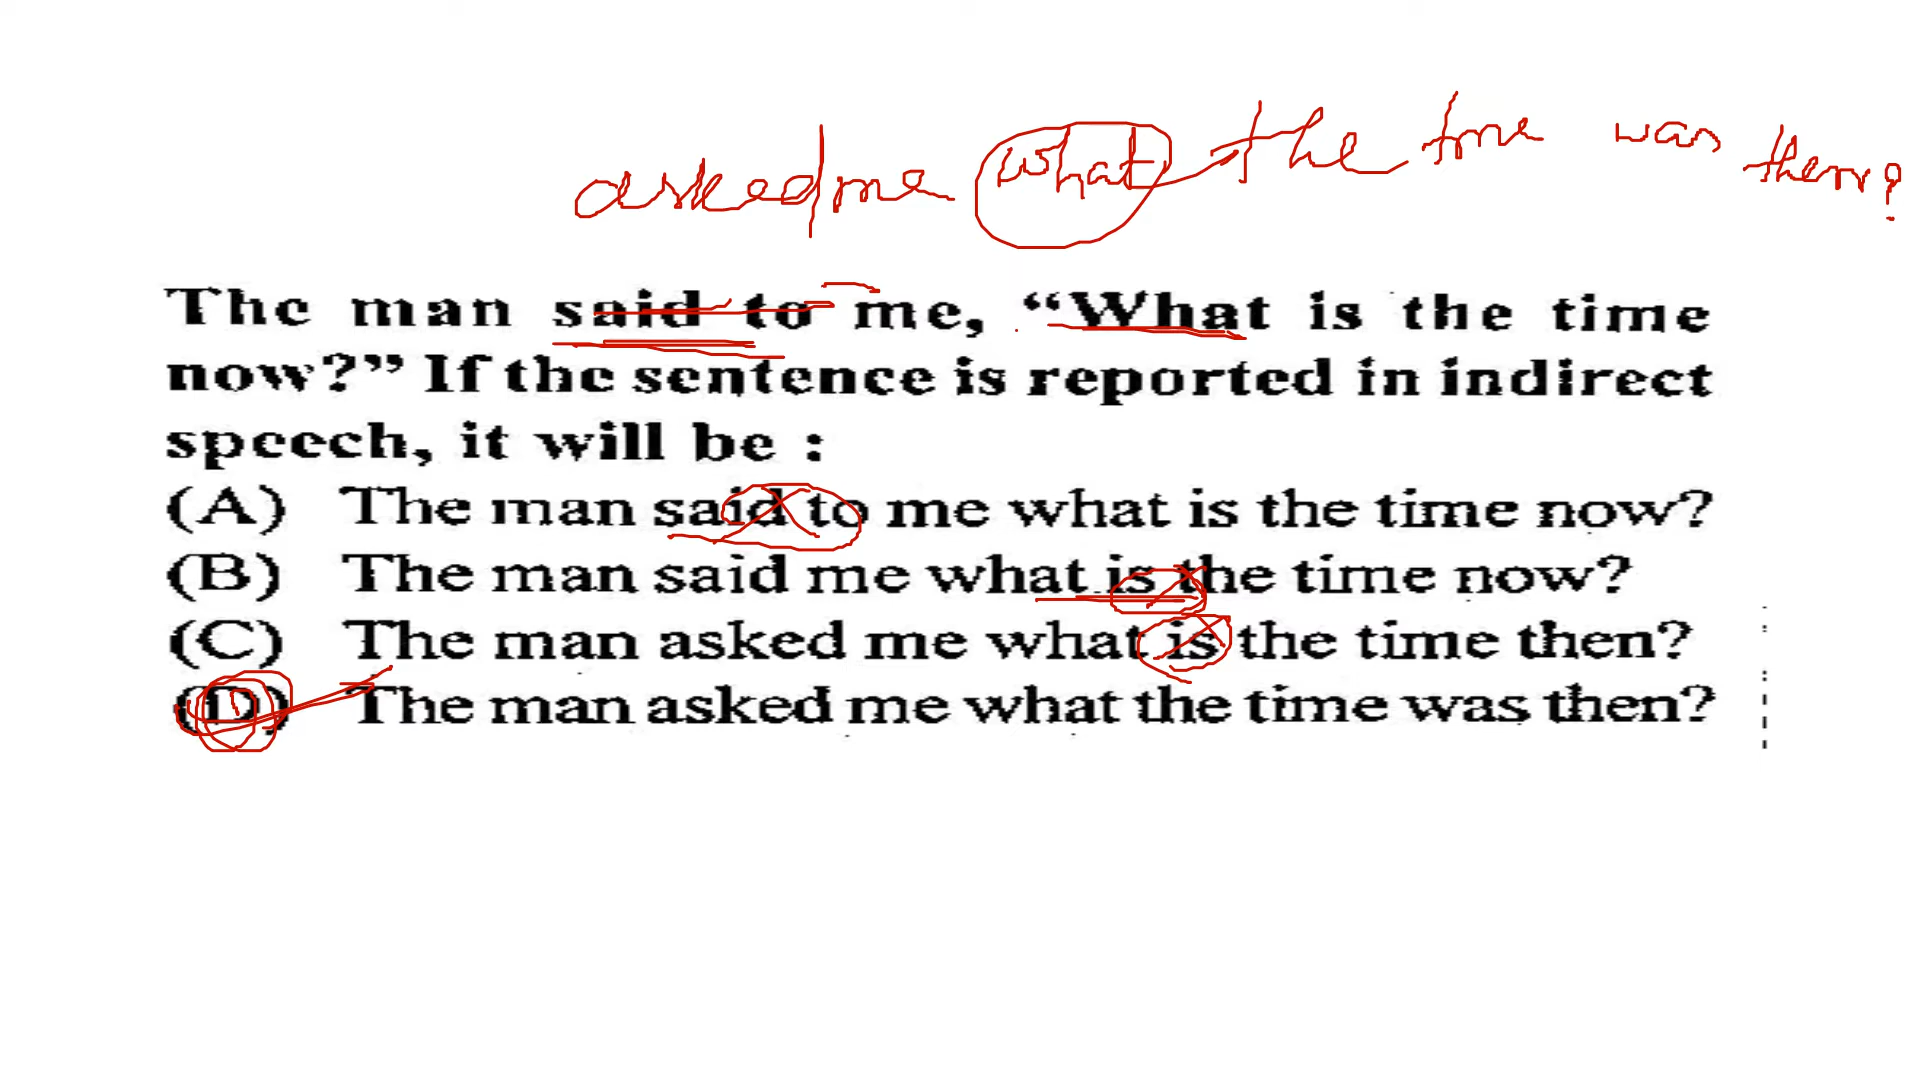 asked me what the time was then?
The man said to me, “What is the time
now?” If the sentence is reported in indirect
speech, it will be :
(A) The man said to me what is the time now?
(B) The man said me what is the time now?
(C) The man asked me what is the time then?
(D) The man asked me what the time was then?